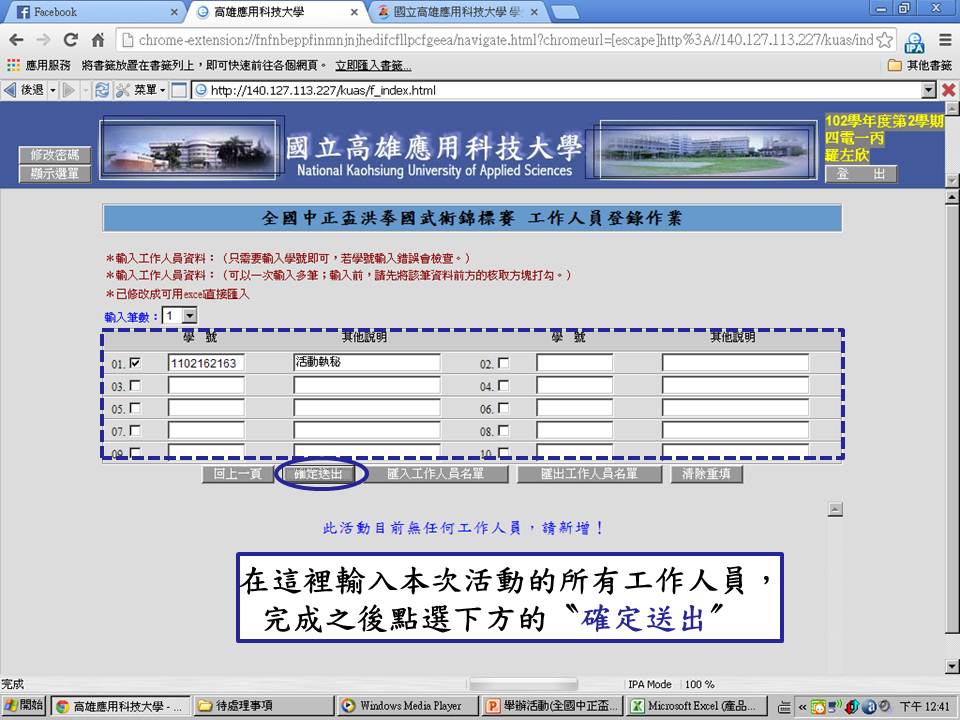 Facebook
高雄應用科技大學
國立高雄應用科技大學 學
chrome-extension://fnfnbeppfinmnjnjhedifcfllpcfgeea/navigate.html?chromeurl=[escape]http%3A//140.127.113.227/kuas/ind
IPA
應用服務 將書籤放置在書籤列上，即可快速前往各個網頁。 立即匯入書籤...
其他書籤
後退 菜單 http://140.127.113.227/kuas/f_index.html
修改密碼
顯示選單
國立高雄應用科技大學
National Kaohsiung University of Applied Sciences
102學年度第2學期
四電一丙
羅左欣
登 出
全國中正盃洪拳國武術錦標賽 工作人員登錄作業
＊輸入工作人員資料：（只需要輸入學號即可，若學號輸入錯誤會檢查。）
＊輸入工作人員資料：（可以一次輸入多筆；輸入前，請先將該筆資料前方的核取方塊打勾。）
＊已修改成可用excel直接匯入
輸入筆數：1
學 號 其他說明 學 號 其他說明
01. 1102162163 活動執秘 02.
03. 04.
05. 06.
07. 08.
09. 10.
回上一頁 確定送出 匯入工作人員名單 匯出工作人員名單 清除重填
此活動目前無任何工作人員，請新增！
在這裡輸入本次活動的所有工作人員，
完成之後點選下方的〝確定送出〞
完成
IPA Mode 100 %
開始 高雄應用科技大學 - ... 待處理事項 Windows Media Player 舉辦活動(全國中正盃... Microsoft Excel (產品... 下午 12:41